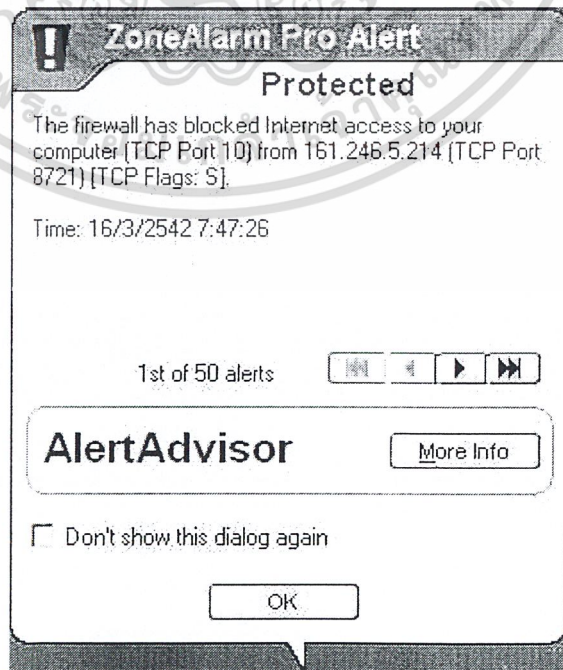 ZoneAlarm Pro Alert
Protected
The firewall has blocked Internet access to your
computer (TCP Port 10) from 161.246.5.214 (TCP Port
8721) [TCP Flags: S].
Time: 16/3/2542 7:47:26
1st of 50 alerts
AlertAdvisor
More Info
Don't show this dialog again
OK